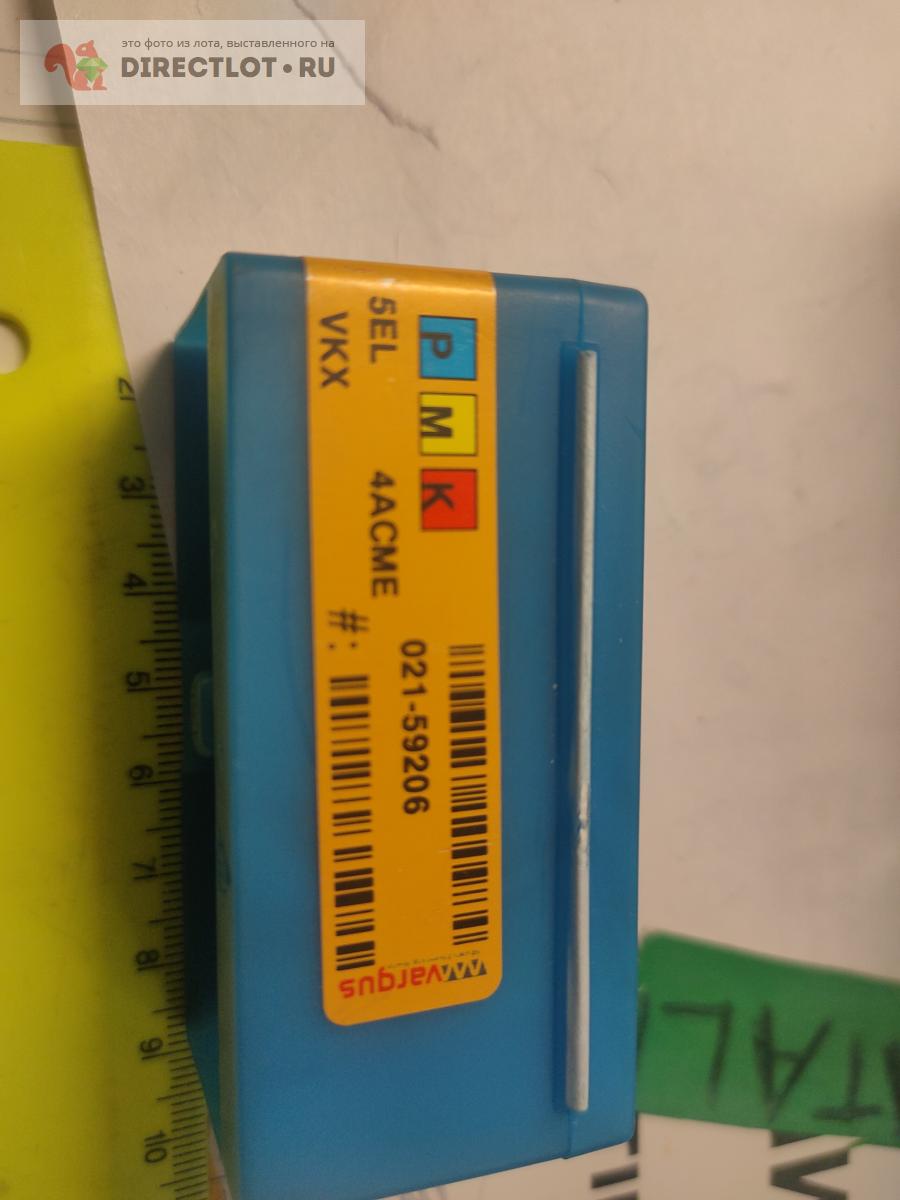 это фото из лота, выставленного на
DIRECTLOT.RU
P M K
5EL 4ACME 021-59206
VKX #:
vargus
2 3 4 5 6 7 8 9 10